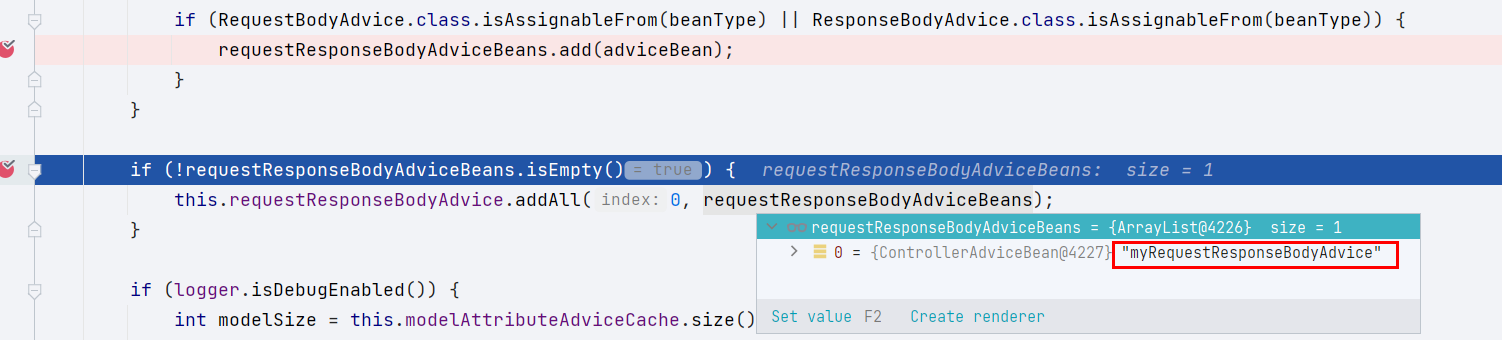 if (RequestBodyAdvice.class.isAssignableFrom(beanType) || ResponseBodyAdvice.class.isAssignableFrom(beanType)) {
requestResponseBodyAdviceBeans.add(adviceBean);
}
}
if (!requestResponseBodyAdviceBeans.isEmpty() = true ) { requestResponseBodyAdviceBeans: size = 1
this.requestResponseBodyAdvice.addAll( index: 0, requestResponseBodyAdviceBeans);
}
requestResponseBodyAdviceBeans = {ArrayList@4226} size = 1
0 = {ControllerAdviceBean@4227} "myRequestResponseBodyAdvice"
if (logger.isDebugEnabled()) {
int modelSize = this.modelAttributeAdviceCache.size()
Set value F2 Create renderer